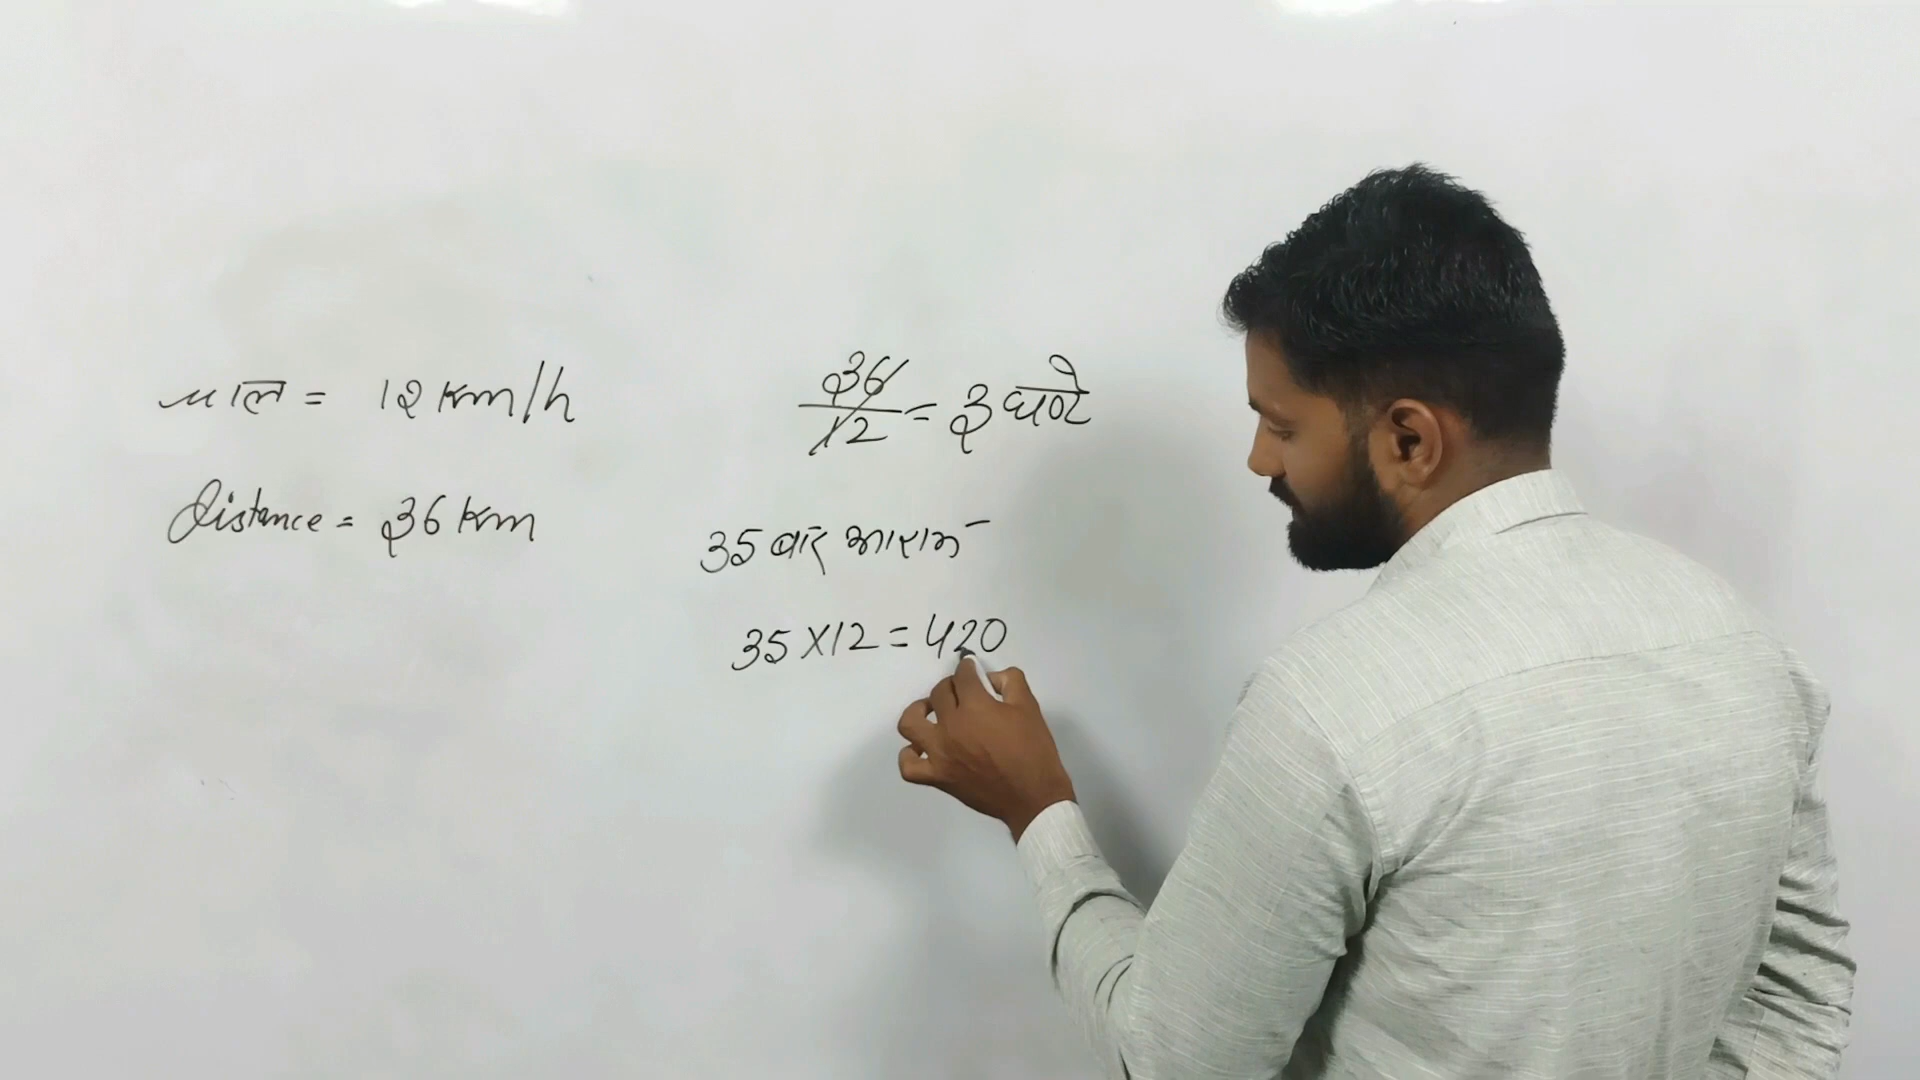 चाल = 12 km/h
distance = 36 km
36/12 = 3 घण्टे
35 बार आराम
35 × 12 = 420